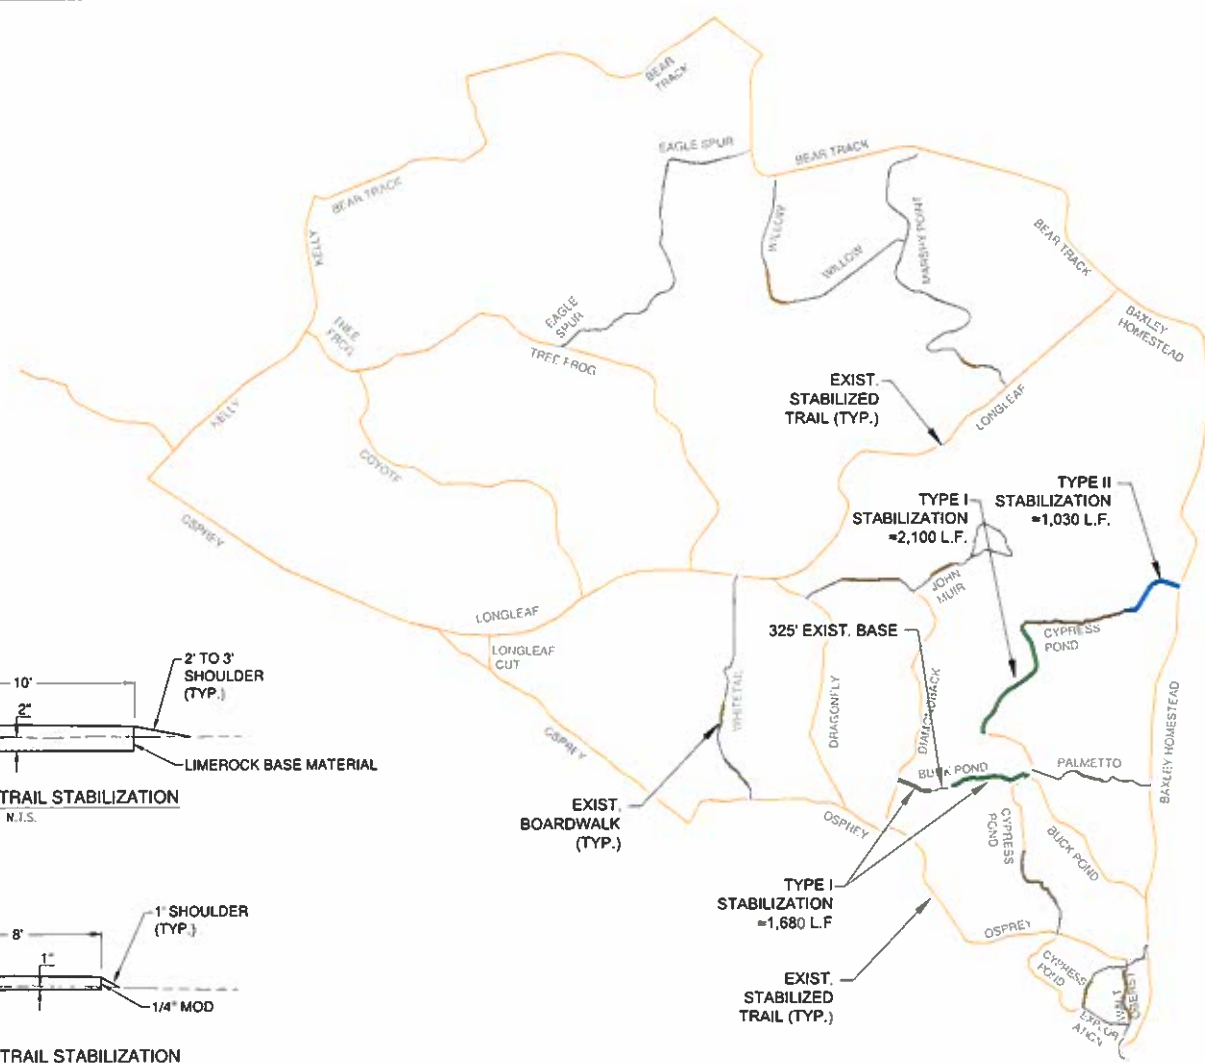 BEAR
TRACK
EAGLE SPUR
BEAR TRACK
BEAR TRACK
WILLOW
MARSHY POINT
KELLY
WILLOW
BEAR TRACK
EAGLE
SPUR
TREE
FROG
BAXLEY
HOMESTEAD
TREE FROG
EXIST.
STABILIZED
TRAIL (TYP.)
LONGLEAF
KELLY
COYOTE
TYPE II
STABILIZATION
≈1,030 L.F.
TYPE I
STABILIZATION
≈2,100 L.F.
OSPREY
JOHN
MUIR
LONGLEAF
325' EXIST. BASE
CYPRESS
POND
LONGLEAF
CUT
2' TO 3'
SHOULDER
(TYP.)
10'
2"
WHITETAIL
DRAGONFLY
DIAMONDBACK
BAXLEY HOMESTEAD
OSPREY
LIMEROCK BASE MATERIAL
BUCK POND
PALMETTO
TRAIL STABILIZATION
N.T.S.
EXIST.
BOARDWALK
(TYP.)
OSPREY
CYPRESS
POND
BUCK POND
TYPE I
STABILIZATION
≈1,680 L.F
1' SHOULDER
(TYP.)
8'
1"
OSPREY
CYPRESS
POND
EXIST.
STABILIZED
TRAIL (TYP.)
1/4" MOD
TRAIL STABILIZATION